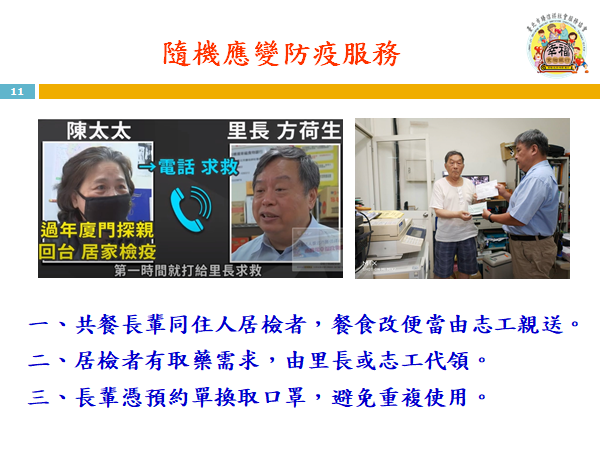 隨機應變防疫服務
幸福
11
陳太太
里長 方荷生
→電話 求救
過年廈門探親
回台 居家檢疫
第一時間就打給里長求救
一、共餐長輩同住人居檢者，餐食改便當由志工親送。
二、居檢者有取藥需求，由里長或志工代領。
三、長輩憑預約單換取口罩，避免重複使用。